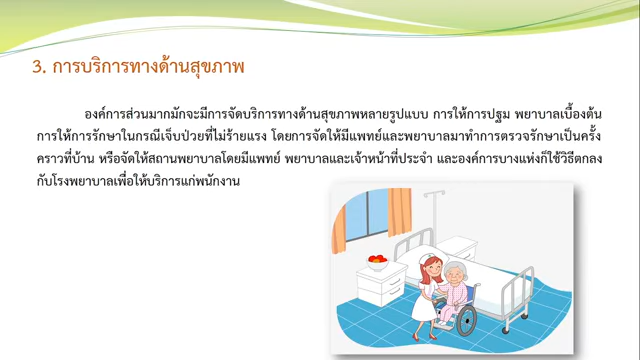 3. การบริการทางด้านสุขภาพ
องค์การส่วนมากมักจะมีการจัดบริการทางด้านสุขภาพหลายรูปแบบ การให้การปฐม พยาบาลเบื้องต้น
การให้การรักษาในกรณีเจ็บป่วยที่ไม่ร้ายแรง โดยการจัดให้มีแพทย์และพยาบาลมาทำการตรวจรักษาเป็นครั้ง
คราวที่บ้าน หรือจัดให้สถานพยาบาลโดยมีแพทย์ พยาบาลและเจ้าหน้าที่ประจำ และองค์การบางแห่งก็ใช้วิธีตกลง
กับโรงพยาบาลเพื่อให้บริการแก่พนักงาน